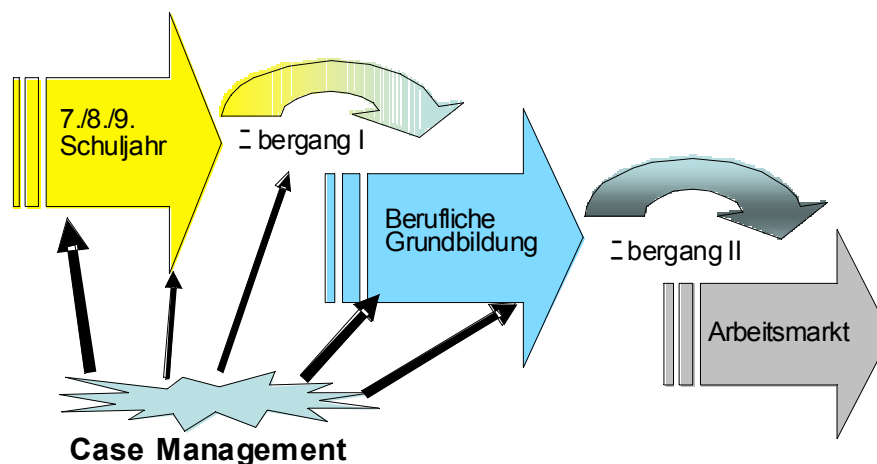 7./8./9.
Schuljahr
Ξ bergang I
Berufliche
Grundbildung
Ξ bergang II
Arbeitsmarkt
Case Management